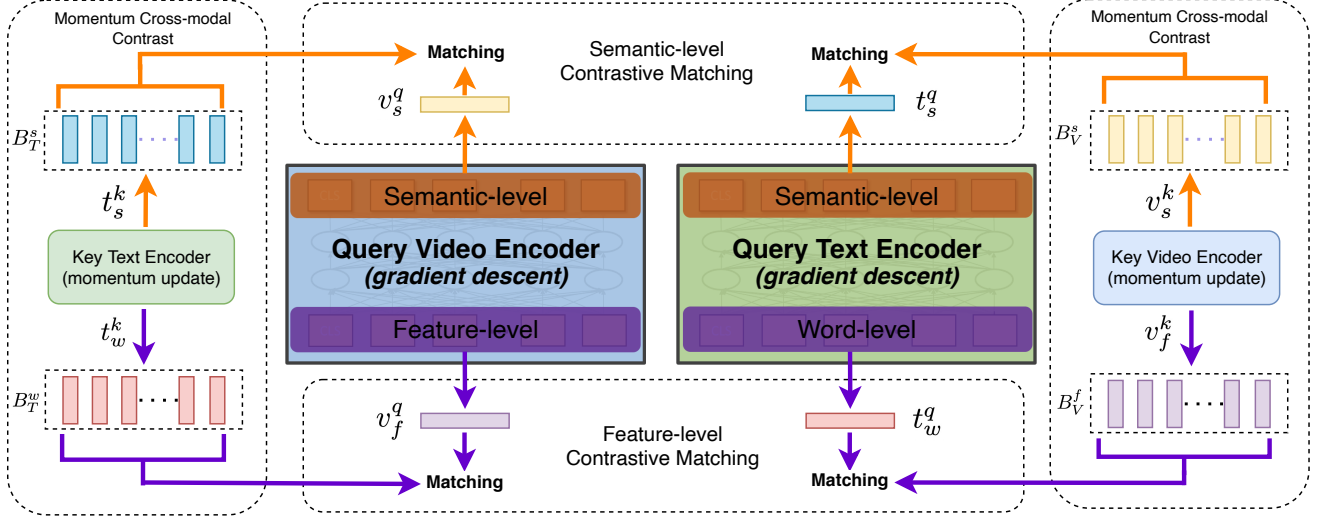 Momentum Cross-modal
Contrast
B_T^s
t_s^k
Key Text Encoder
(momentum update)
t_w^k
B_T^w
Matching
v_s^q
Semantic-level
Contrastive Matching
Matching
t_s^q
Semantic-level
Query Video Encoder
(gradient descent)
Feature-level
Semantic-level
Query Text Encoder
(gradient descent)
Word-level
v_f^q
Matching
Feature-level
Contrastive Matching
t_w^q
Matching
Momentum Cross-modal
Contrast
B_V^s
v_s^k
Key Video Encoder
(momentum update)
v_f^k
B_V^f